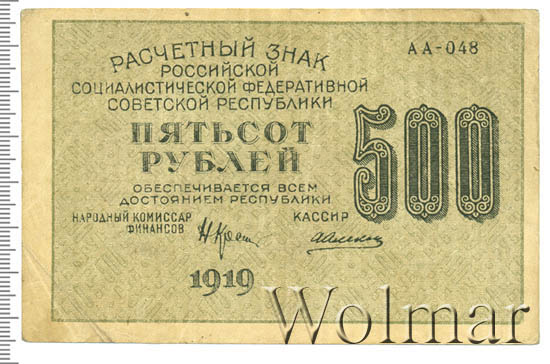 РАСЧЕТНЫЙ ЗНАК
АА-048
РОССИЙСКОЙ
СОЦИАЛИСТИЧЕСКОЙ ФЕДЕРАТИВНОЙ
СОВЕТСКОЙ РЕСПУБЛИКИ
ПЯТЬСОТ
РУБЛЕЙ
500
ОБЕСПЕЧИВАЕТСЯ ВСЕМ
ДОСТОЯНИЕМ РЕСПУБЛИКИ
НАРОДНЫЙ КОМИССАР
ФИНАНСОВ
КАССИР
1919
Wolmar